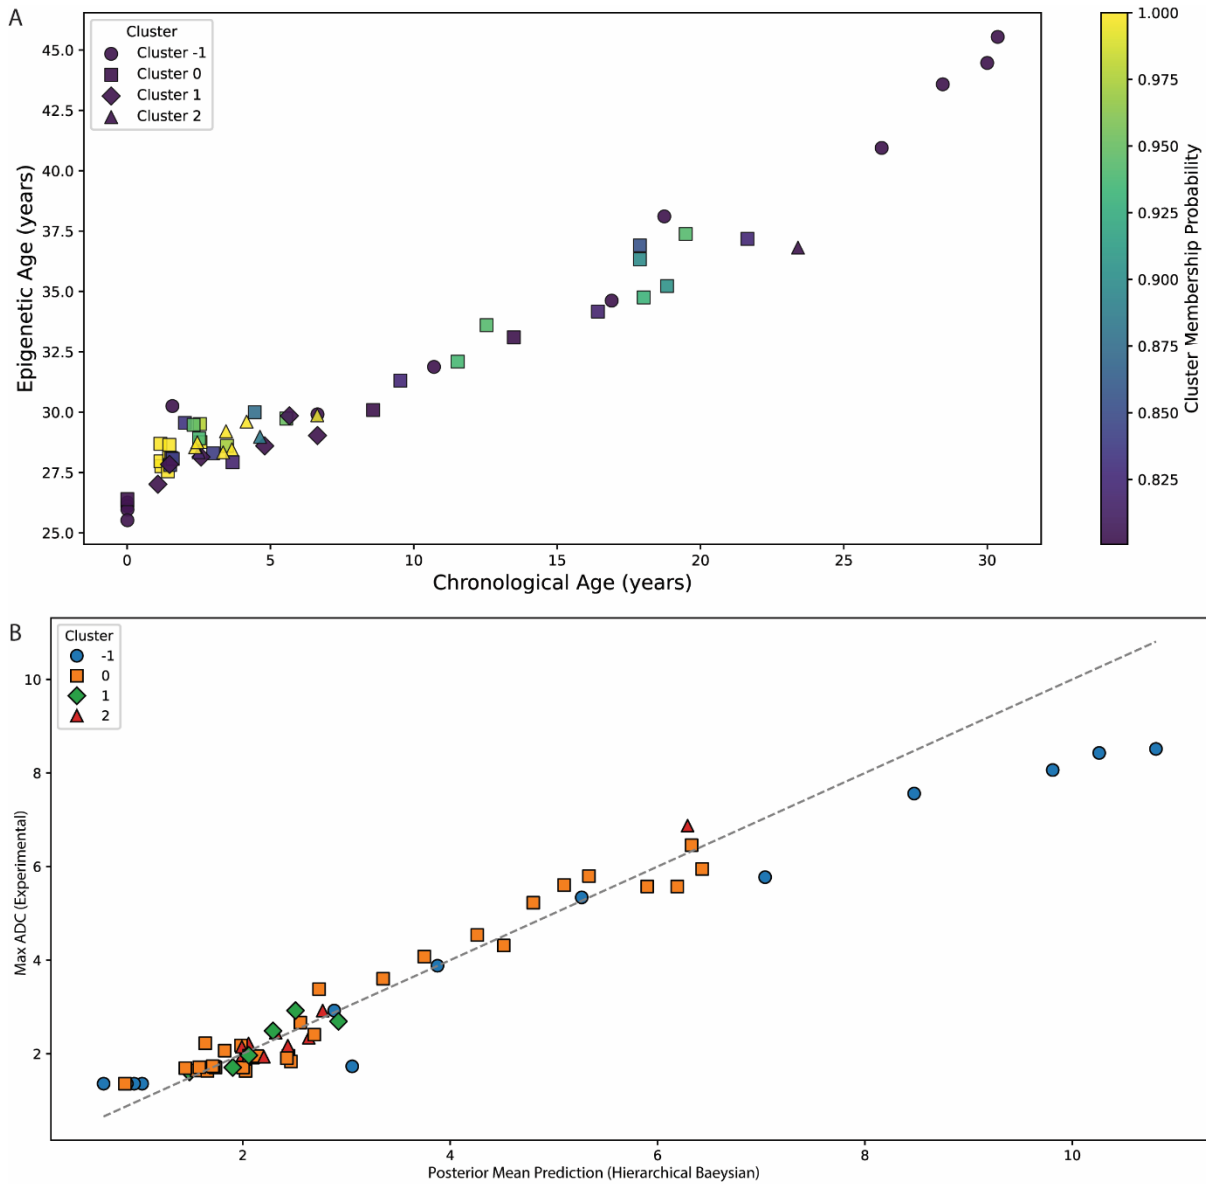 A
Cluster
Cluster -1
Cluster 0
Cluster 1
Cluster 2
45.0
42.5
40.0
37.5
35.0
32.5
30.0
27.5
25.0
Epigenetic Age (years)
0 5 10 15 20 25 30
Chronological Age (years)
1.000
0.975
0.950
0.925
0.900
0.875
0.850
0.825
Cluster Membership Probability
B
Cluster
-1
0
1
2
10
8
6
4
2
Max ADC (Experimental)
2 4 6 8 10
Posterior Mean Prediction (Hierarchical Baeysian)